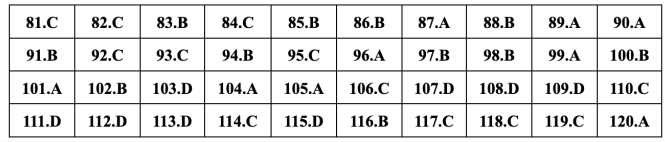 81.C 82.C 83.B 84.C 85.B 86.B 87.A 88.B 89.A 90.A
91.B 92.C 93.C 94.B 95.C 96.A 97.B 98.B 99.A 100.B
101.A 102.B 103.D 104.A 105.A 106.C 107.D 108.D 109.D 110.C
111.D 112.D 113.D 114.C 115.D 116.B 117.C 118.C 119.C 120.A